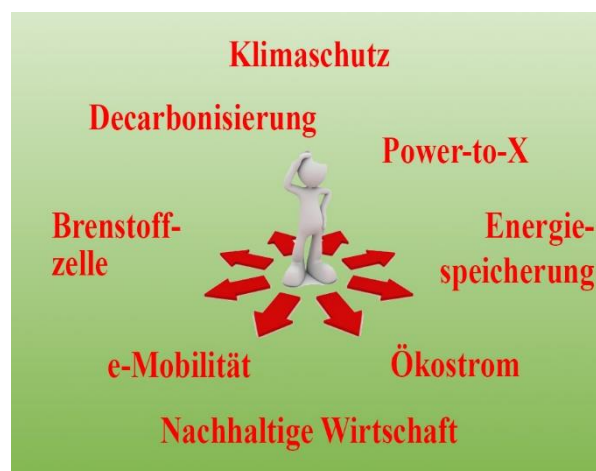 Klimaschutz
Decarbonisierung
Power-to-X
Brenstoff-
zelle
Energie-
speicherung
e-Mobilität
Ökostrom
Nachhaltige Wirtschaft